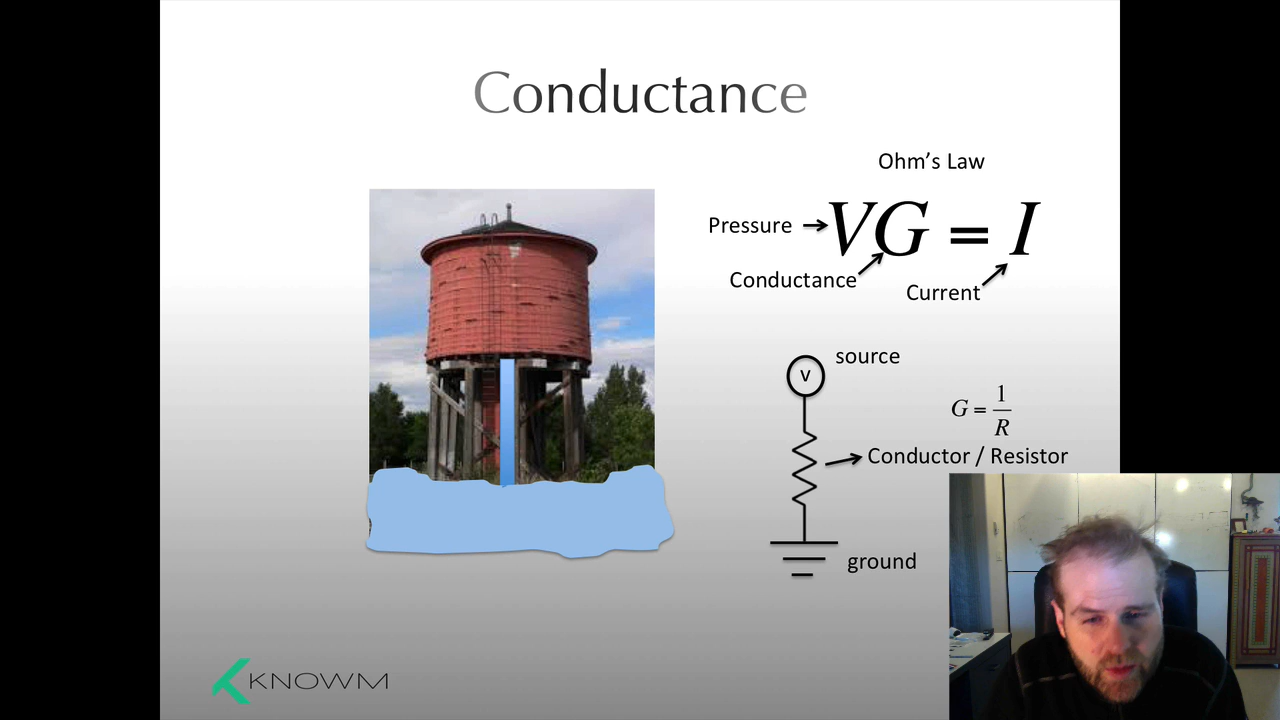 Conductance
Ohm's Law
Pressure
VG = I
Conductance
Current
source
V
G = 1/R
Conductor / Resistor
ground
KNOWM